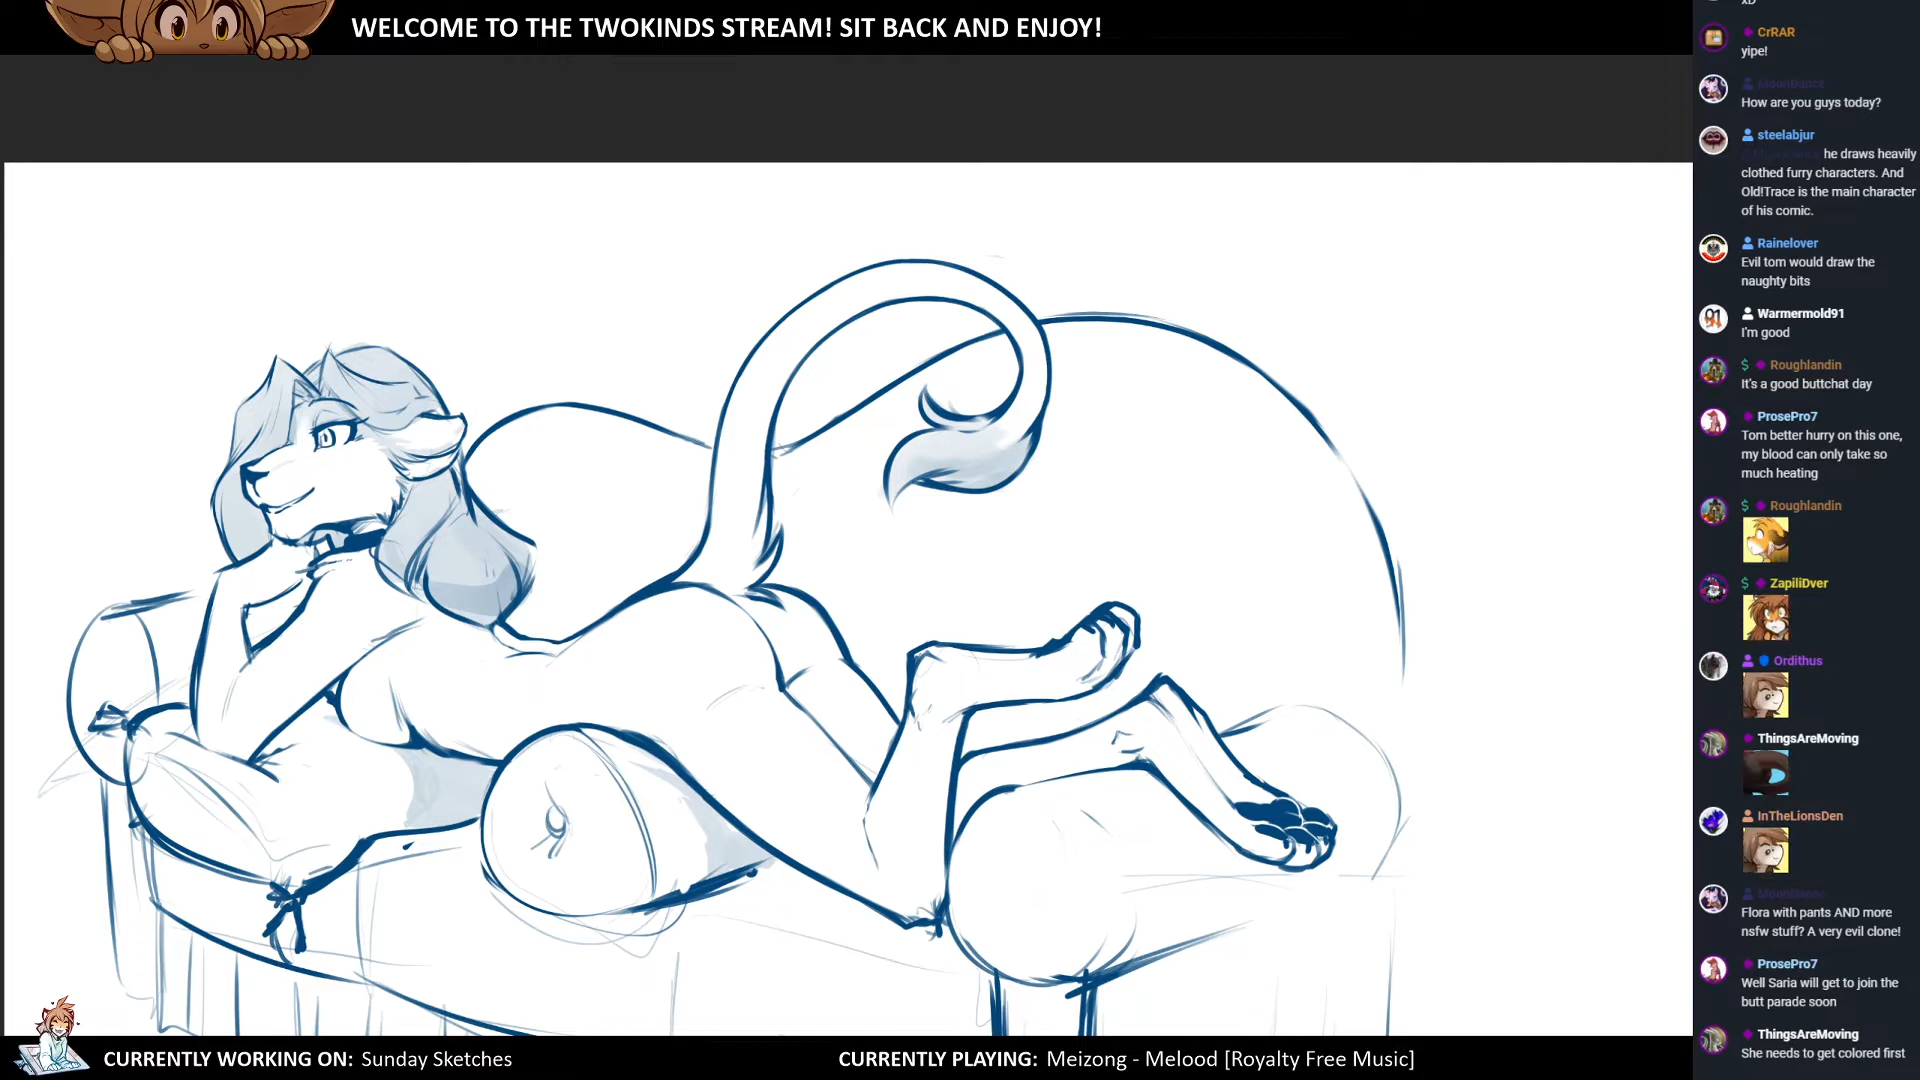 WELCOME TO THE TWOKINDS STREAM! SIT BACK AND ENJOY!
xD
CrRAR
yipe!
MoonDance
How are you guys today?
steelabjur
he draws heavily
clothed furry characters. And
Old!Trace is the main character
of his comic.
Rainelover
Evil tom would draw the
naughty bits
Warmermold91
I'm good
$ Roughlandin
It's a good buttchat day
ProsePro7
Tom better hurry on this one,
my blood can only take so
much heating
$ Roughlandin
$ ZapiliDver
Ordithus
ThingsAreMoving
InTheLionsDen
MoonDance
Flora with pants AND more
nsfw stuff? A very evil clone!
ProsePro7
Well Saria will get to join the
butt parade soon
ThingsAreMoving
She needs to get colored first
CURRENTLY WORKING ON: Sunday Sketches
CURRENTLY PLAYING: Meizong - Melood [Royalty Free Music]